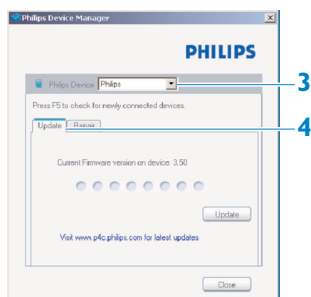 Philips Device Manager
PHILIPS
Philips Device Philips
3
Press F5 to check for newly connected devices.
Update Repair
4
Current Firmware version on device: 3.50
Update
Visit www.p4c.philips.com for latest updates
Close